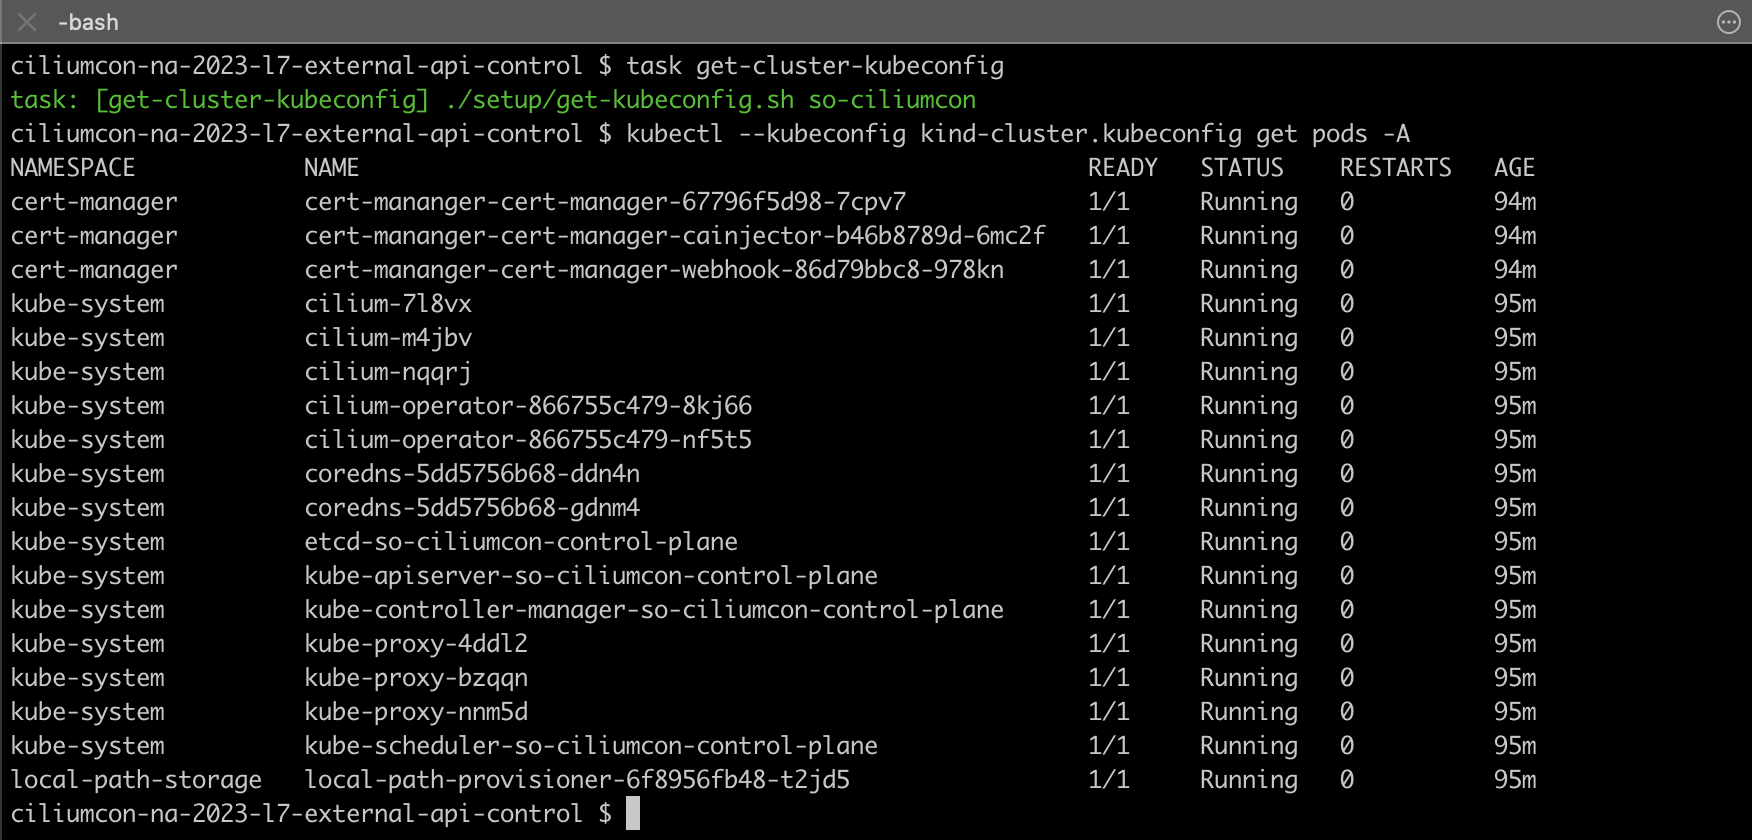 -bash
ciliumcon-na-2023-l7-external-api-control $ task get-cluster-kubeconfig
task: [get-cluster-kubeconfig] ./setup/get-kubeconfig.sh so-ciliumcon
ciliumcon-na-2023-l7-external-api-control $ kubectl --kubeconfig kind-cluster.kubeconfig get pods -A
NAMESPACE            NAME                                                    READY   STATUS    RESTARTS   AGE
cert-manager         cert-mananger-cert-manager-67796f5d98-7cpv7             1/1     Running   0          94m
cert-manager         cert-mananger-cert-manager-cainjector-b46b8789d-6mc2f   1/1     Running   0          94m
cert-manager         cert-mananger-cert-manager-webhook-86d79bbc8-978kn      1/1     Running   0          94m
kube-system          cilium-7l8vx                                            1/1     Running   0          95m
kube-system          cilium-m4jbv                                            1/1     Running   0          95m
kube-system          cilium-nqqrj                                            1/1     Running   0          95m
kube-system          cilium-operator-866755c479-8kj66                        1/1     Running   0          95m
kube-system          cilium-operator-866755c479-nf5t5                        1/1     Running   0          95m
kube-system          coredns-5dd5756b68-ddn4n                                1/1     Running   0          95m
kube-system          coredns-5dd5756b68-gdnm4                                1/1     Running   0          95m
kube-system          etcd-so-ciliumcon-control-plane                         1/1     Running   0          95m
kube-system          kube-apiserver-so-ciliumcon-control-plane               1/1     Running   0          95m
kube-system          kube-controller-manager-so-ciliumcon-control-plane      1/1     Running   0          95m
kube-system          kube-proxy-4ddl2                                        1/1     Running   0          95m
kube-system          kube-proxy-bzqqn                                        1/1     Running   0          95m
kube-system          kube-proxy-nnm5d                                        1/1     Running   0          95m
kube-system          kube-scheduler-so-ciliumcon-control-plane               1/1     Running   0          95m
local-path-storage   local-path-provisioner-6f8956fb48-t2jd5                 1/1     Running   0          95m
ciliumcon-na-2023-l7-external-api-control $